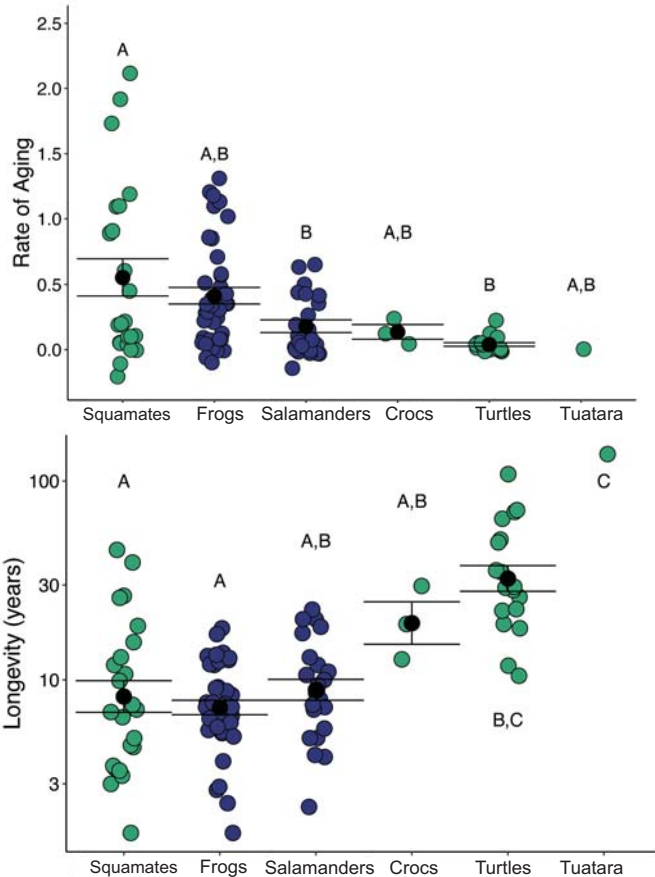 2.5
A
2.0
1.5
A,B
Rate of Aging
1.0
B
A,B
B
A,B
0.5
0.0
Squamates Frogs Salamanders Crocs Turtles Tuatara
100
A
C
A,B
A,B
A
30
Longevity (years)
10
B,C
3
Squamates Frogs Salamanders Crocs Turtles Tuatara